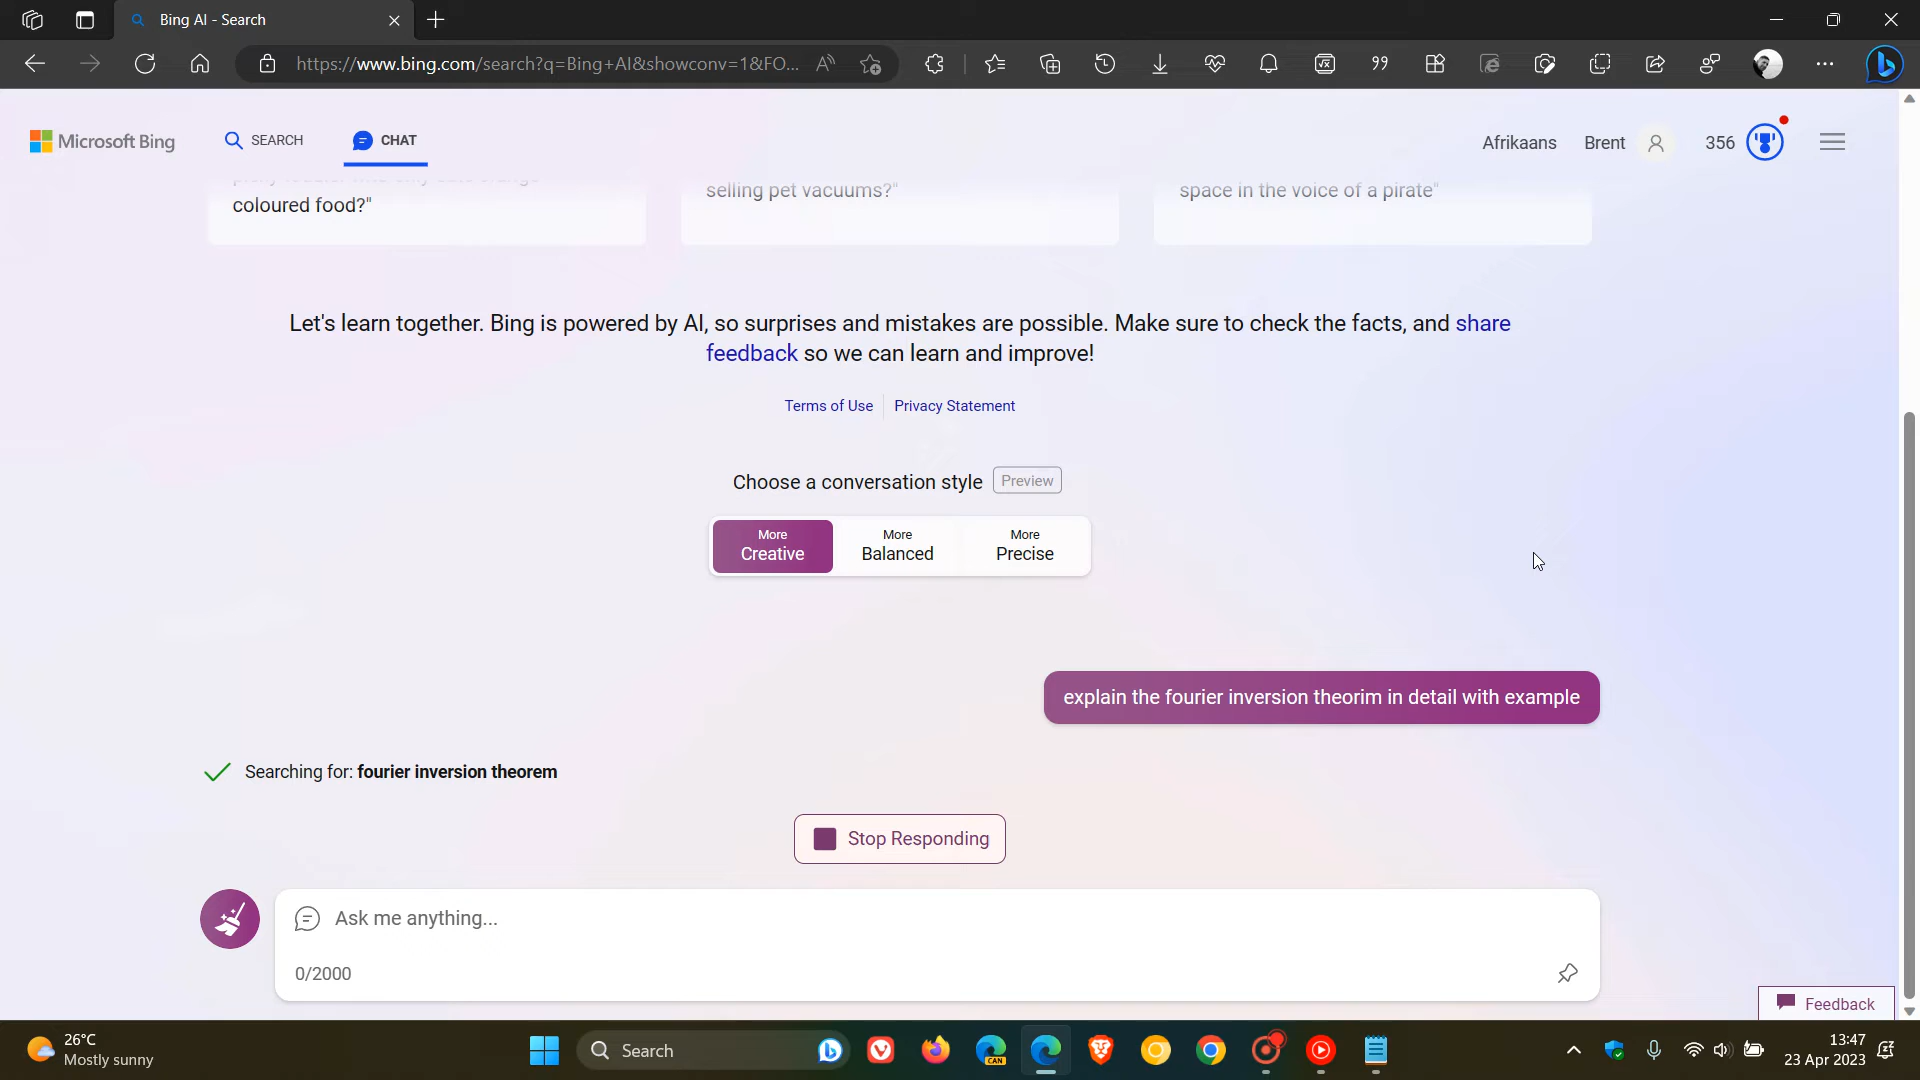 Bing AI - Search
https://www.bing.com/search?q=Bing+AI&showconv=1&FO...
Microsoft Bing
SEARCH
CHAT
Afrikaans
Brent
356
coloured food?"
selling pet vacuums?"
space in the voice of a pirate"
Let's learn together. Bing is powered by AI, so surprises and mistakes are possible. Make sure to check the facts, and share
feedback so we can learn and improve!
Terms of Use
Privacy Statement
Choose a conversation style
Preview
More
Creative
More
Balanced
More
Precise
explain the fourier inversion theorim in detail with example
Searching for: fourier inversion theorem
Stop Responding
Ask me anything...
0/2000
Feedback
26°C
Mostly sunny
Search
CAN
13:47
23 Apr 2023